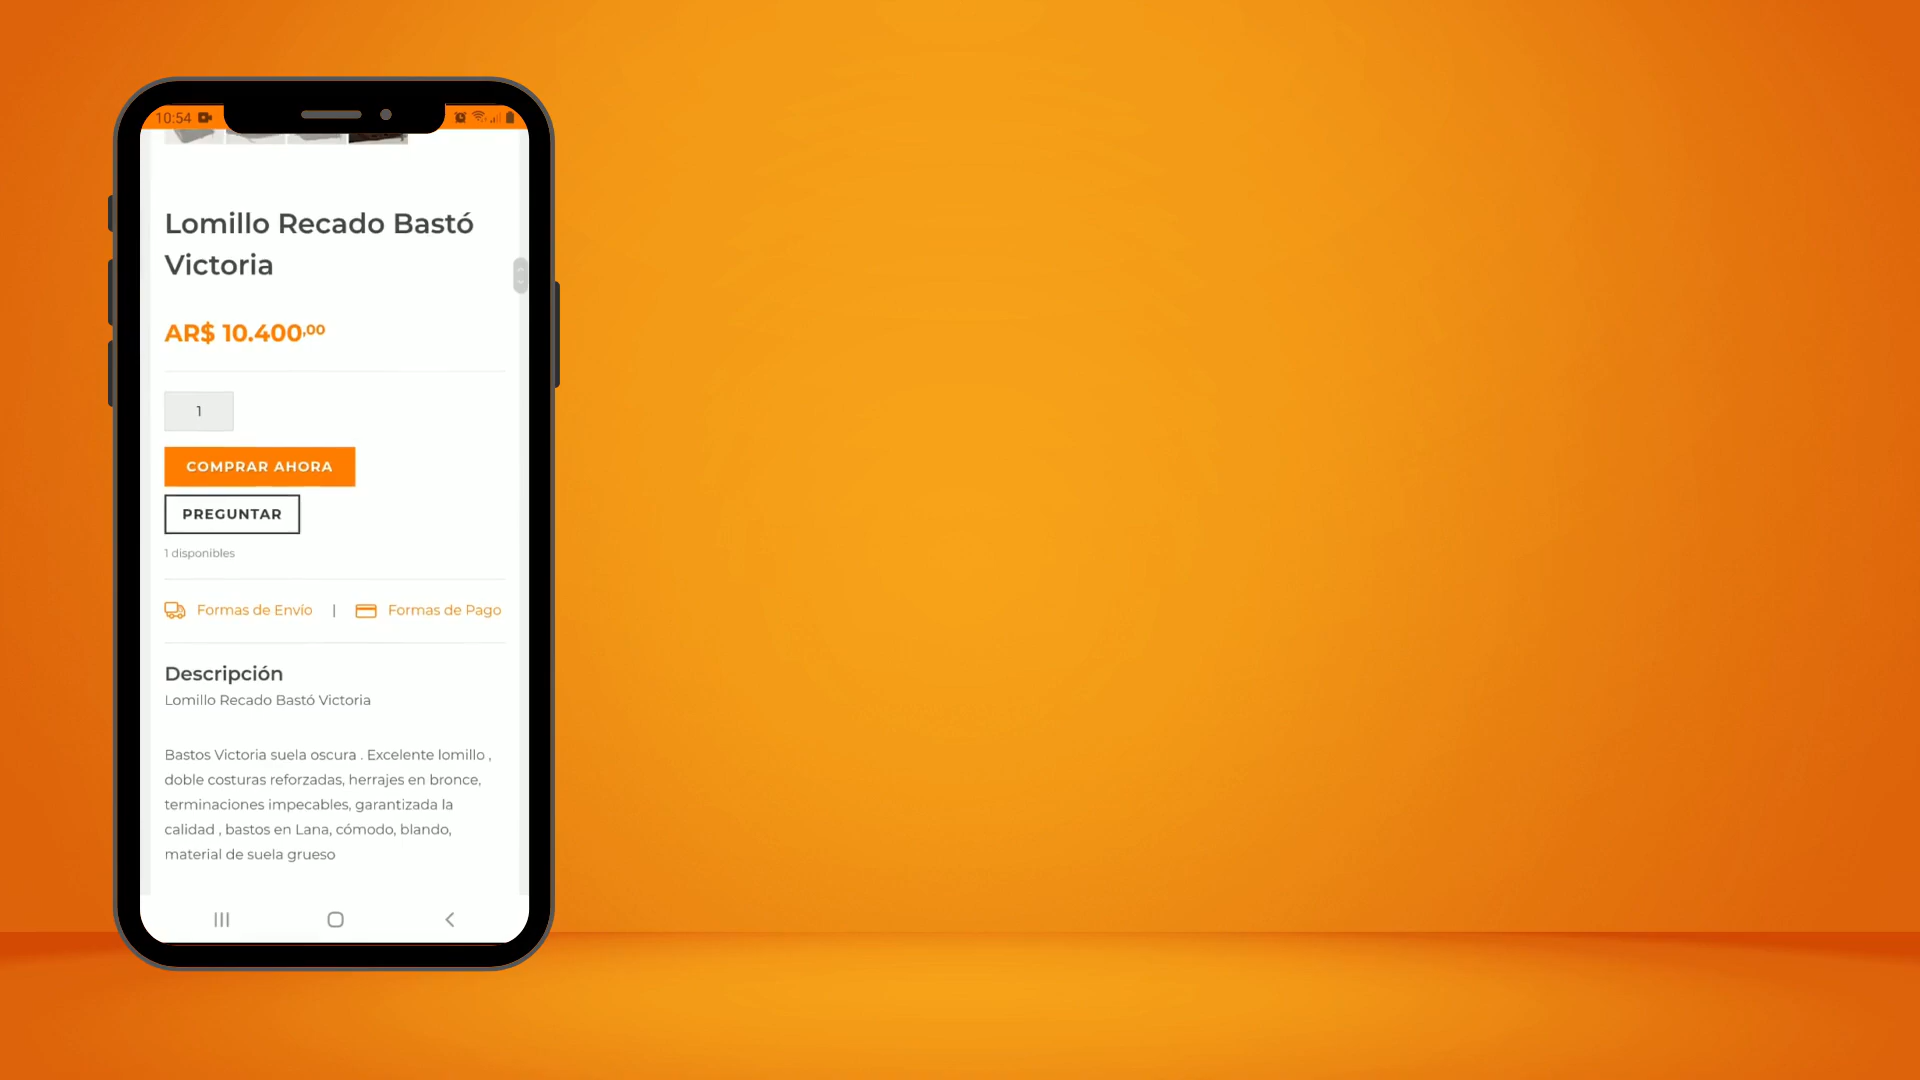 10:54
Lomillo Recado Bastó
Victoria
AR$ 10.400,00
1
COMPRAR AHORA
PREGUNTAR
1 disponibles
Formas de Envío | Formas de Pago
Descripción
Lomillo Recado Bastó Victoria
Bastos Victoria suela oscura . Excelente lomillo ,
doble costuras reforzadas, herrajes en bronce,
terminaciones impecables, garantizada la
calidad , bastos en Lana, cómodo, blando,
material de suela grueso